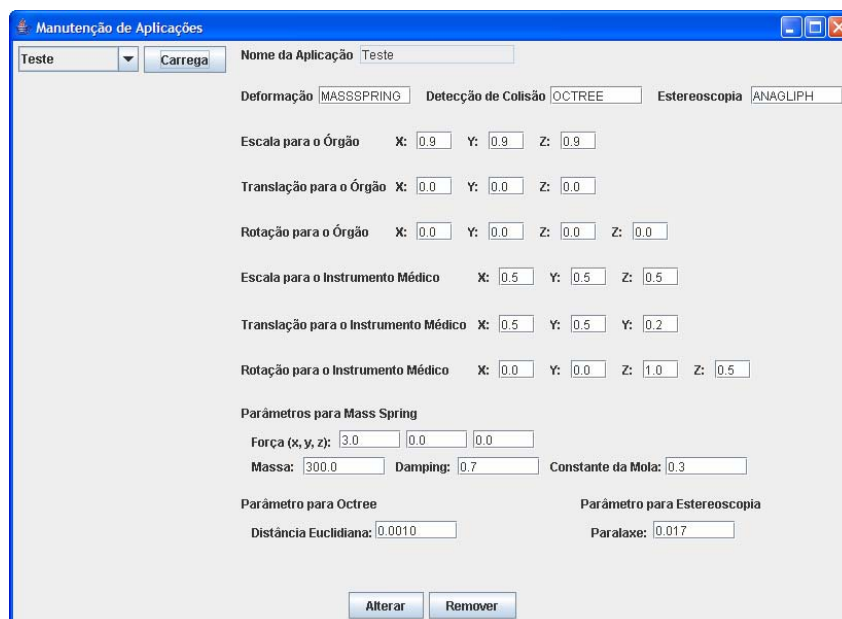 Manutenção de Aplicações
Teste Carrega Nome da Aplicação Teste
Deformação MASSSPRING Detecção de Colisão OCTREE Estereoscopia ANAGLIPH
Escala para o Órgão X: 0.9 Y: 0.9 Z: 0.9
Translação para o Órgão X: 0.0 Y: 0.0 Z: 0.0
Rotação para o Órgão X: 0.0 Y: 0.0 Z: 0.0 Z: 0.0
Escala para o Instrumento Médico X: 0.5 Y: 0.5 Z: 0.5
Translação para o Instrumento Médico X: 0.5 Y: 0.5 Y: 0.2
Rotação para o Instrumento Médico X: 0.0 Y: 0.0 Z: 1.0 Z: 0.5
Parâmetros para Mass Spring
Força (x, y, z): 3.0 0.0 0.0
Massa: 300.0 Damping: 0.7 Constante da Mola: 0.3
Parâmetro para Octree Parâmetro para Estereoscopia
Distância Euclidiana: 0.0010 Paralaxe: 0.017
Alterar Remover